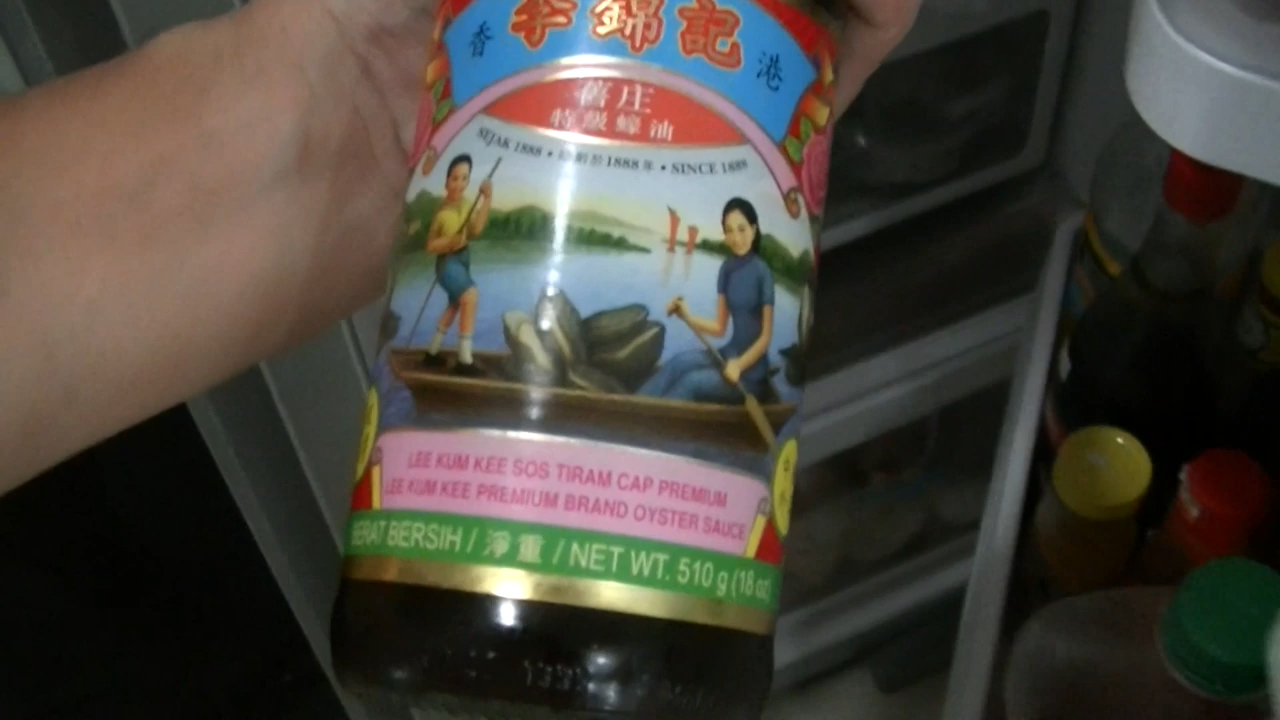 香 李錦記 港
舊庄
特級蠔油
SEJAK 1888 • 始創於1888年 • SINCE 1888
LEE KUM KEE SOS TIRAM CAP PREMIUM
LEE KUM KEE PREMIUM BRAND OYSTER SAUCE
BERAT BERSIH / 淨重 / NET WT. 510 g (18 oz)